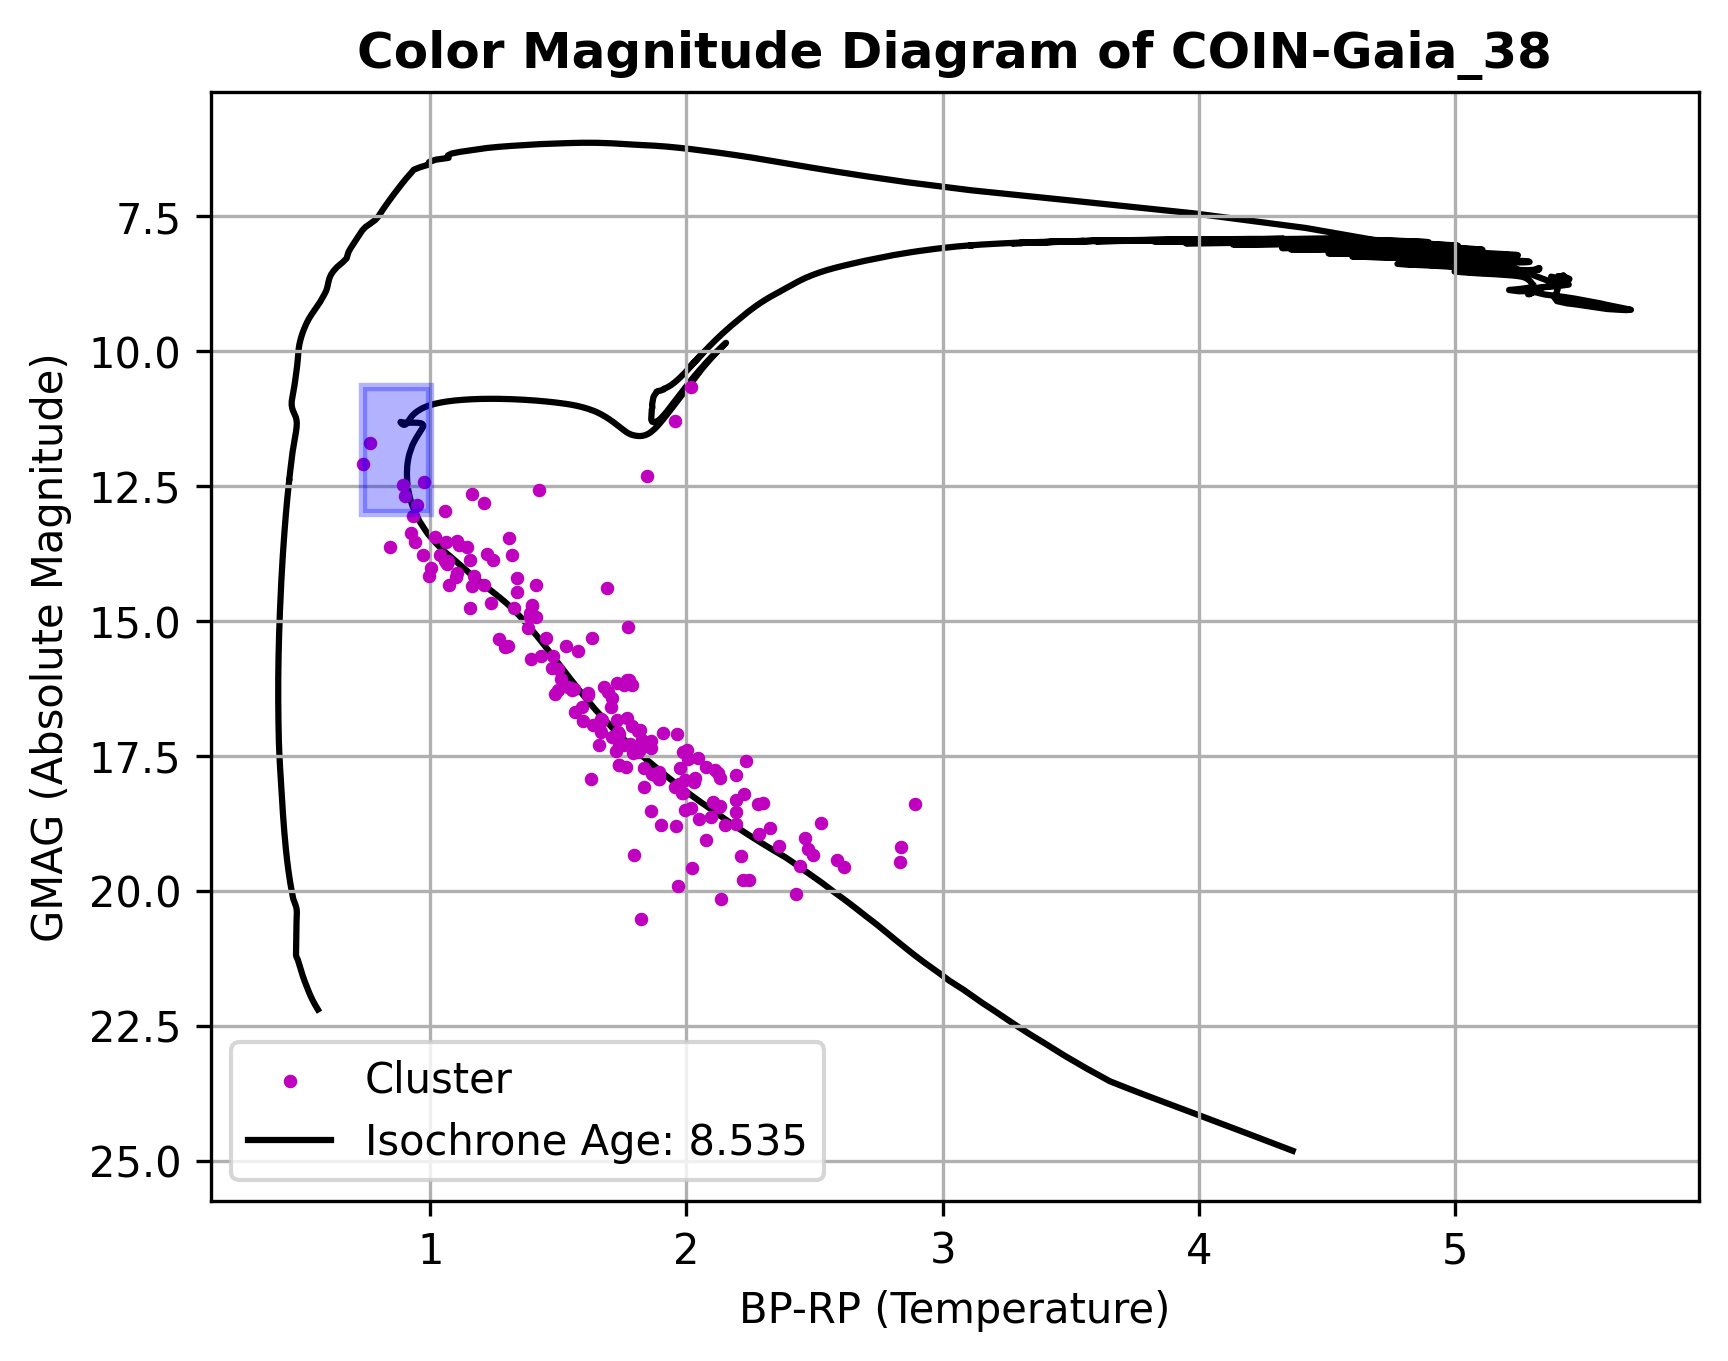 Color Magnitude Diagram of COIN-Gaia_38
GMAG (Absolute Magnitude)
7.5
10.0
12.5
15.0
17.5
20.0
22.5
25.0
Cluster
Isochrone Age: 8.535
1 2 3 4 5
BP-RP (Temperature)